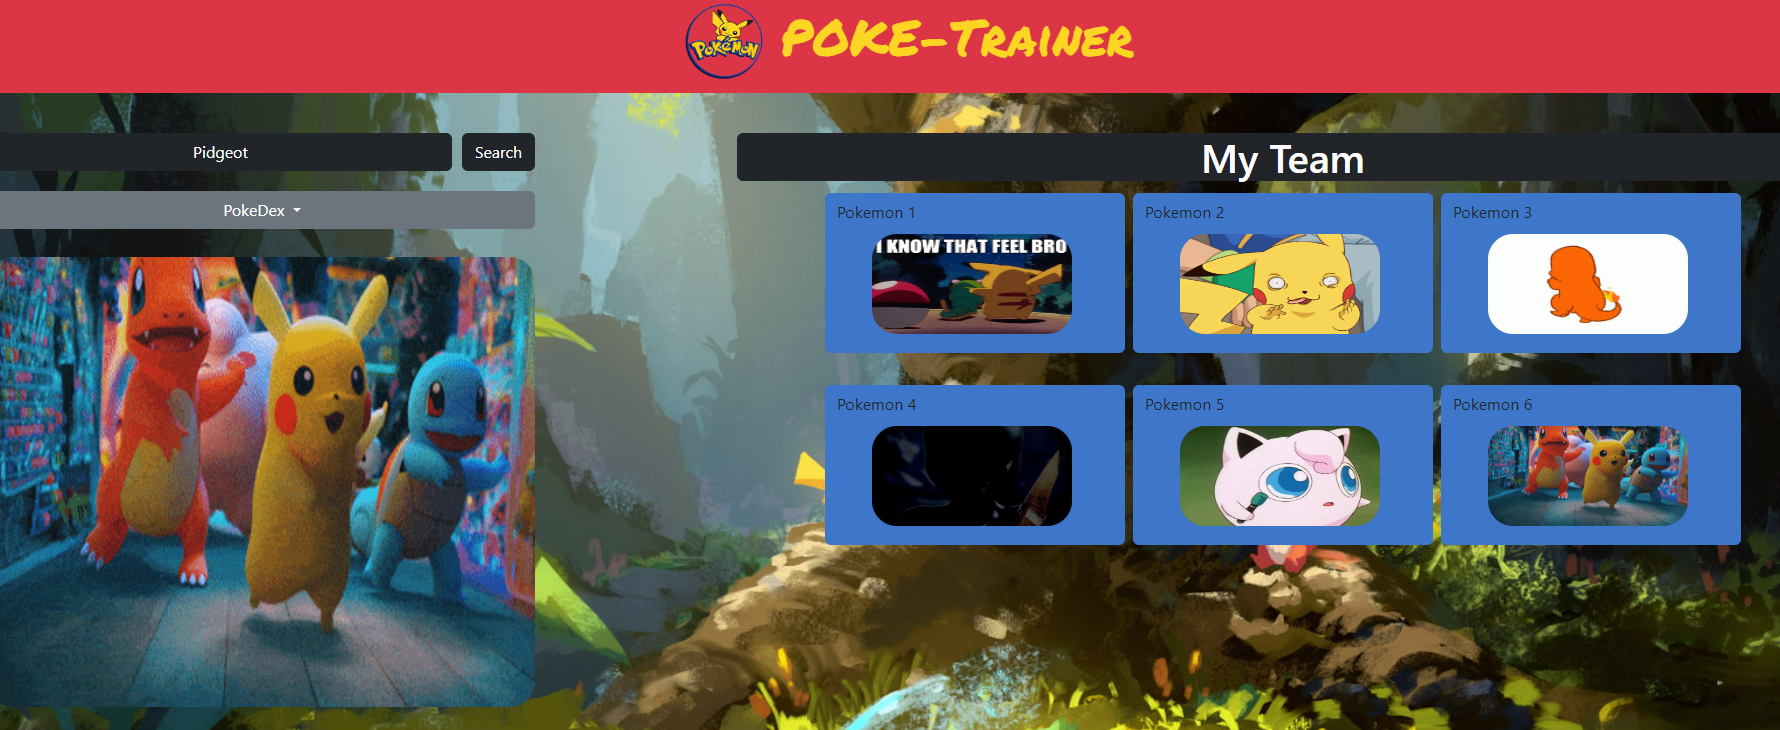 Pokémon
POKE-Trainer
Pidgeot
Search
PokeDex
My Team
Pokemon 1
Pokemon 2
Pokemon 3
I KNOW THAT FEEL BRO
Pokemon 4
Pokemon 5
Pokemon 6